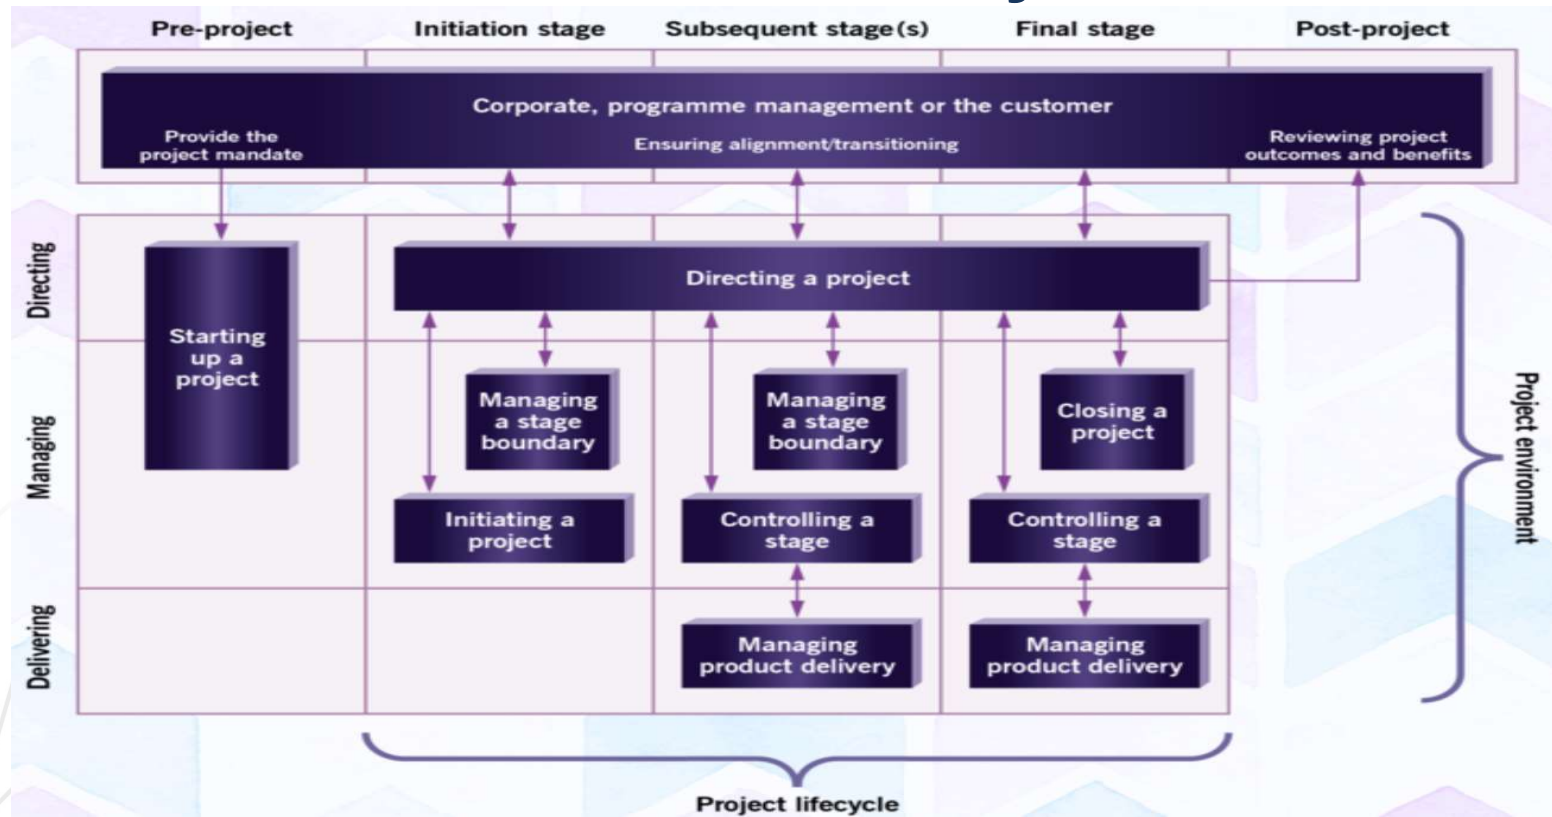 Pre-project
Initiation stage
Subsequent stage(s)
Final stage
Post-project
Corporate, programme management or the customer
Provide the
project mandate
Ensuring alignment/transitioning
Reviewing project
outcomes and benefits
Directing
Directing a project
Starting
up a
project
Managing
Managing
a stage
boundary
Managing
a stage
boundary
Closing a
project
Initiating a
project
Controlling a
stage
Controlling a
stage
Delivering
Managing
product delivery
Managing
product delivery
Project environment
Project lifecycle